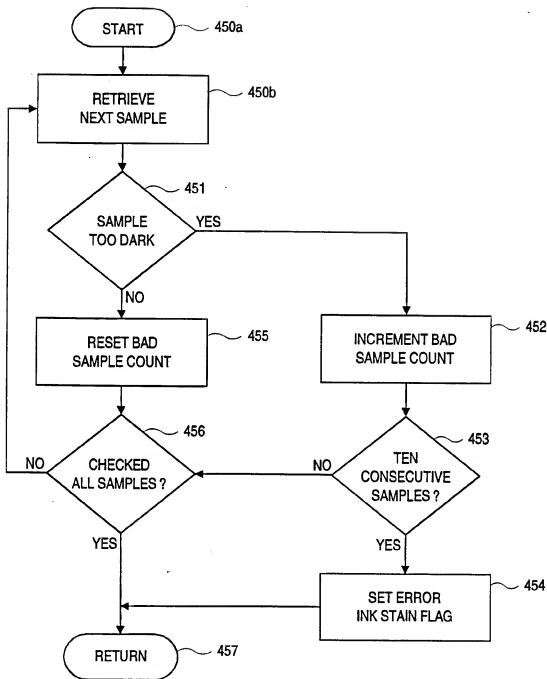 START
450a
RETRIEVE
NEXT SAMPLE
450b
451
SAMPLE
TOO DARK
YES
NO
RESET BAD
SAMPLE COUNT
455
INCREMENT BAD
SAMPLE COUNT
452
456
CHECKED
ALL SAMPLES ?
NO
YES
453
TEN
CONSECUTIVE
SAMPLES ?
NO
YES
SET ERROR
INK STAIN FLAG
454
RETURN
457